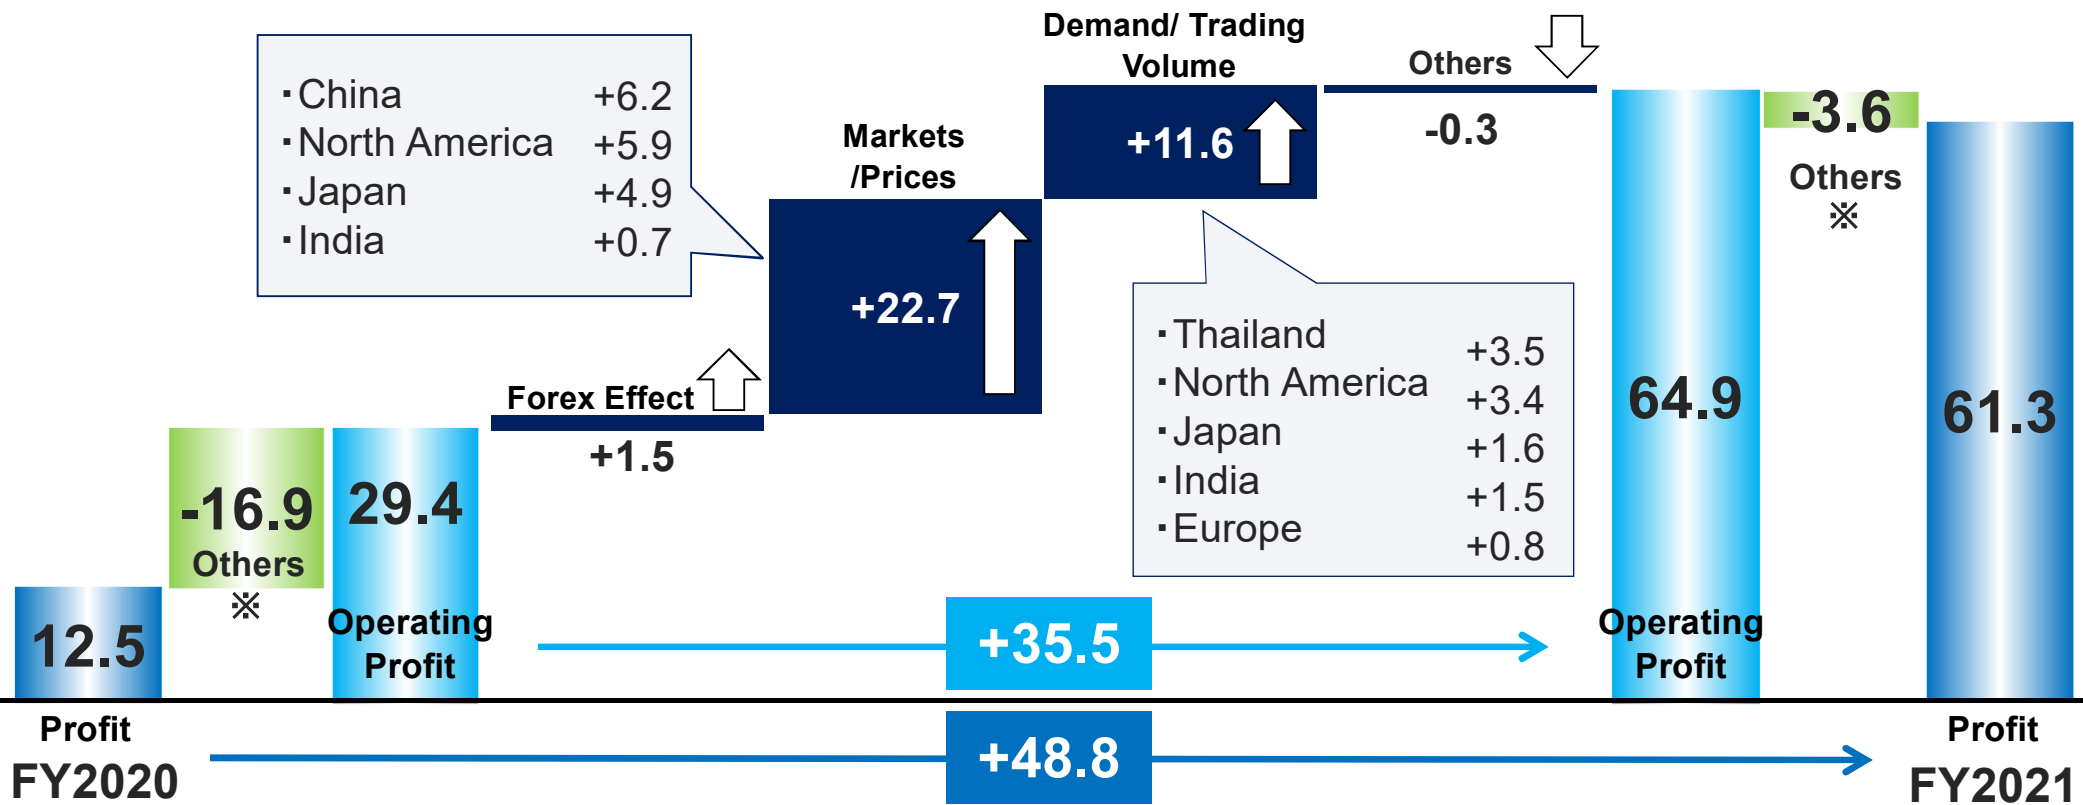 ・China +6.2
・North America +5.9
・Japan +4.9
・India +0.7
Markets
/Prices
+22.7
Demand/ Trading
Volume
+11.6
Others
-0.3
Forex Effect
+1.5
・Thailand +3.5
・North America +3.4
・Japan +1.6
・India +1.5
・Europe +0.8
12.5
-16.9
Others
※
29.4
Operating
Profit
64.9
Operating
Profit
-3.6
Others
※
61.3
+35.5
+48.8
Profit
FY2020
Profit
FY2021